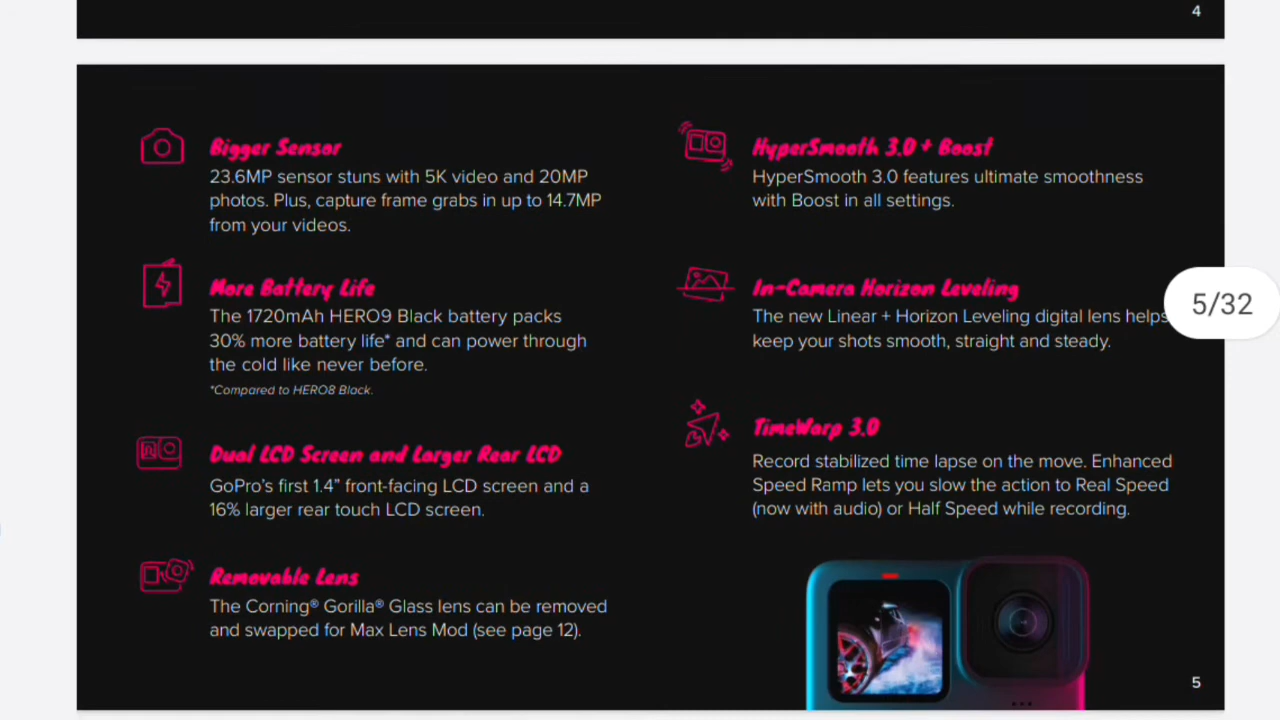 4
Bigger Sensor
23.6MP sensor stuns with 5K video and 20MP
photos. Plus, capture frame grabs in up to 14.7MP
from your videos.
More Battery Life
The 1720mAh HERO9 Black battery packs
30% more battery life* and can power through
the cold like never before.
*Compared to HERO8 Black.
Dual LCD Screen and Larger Rear LCD
GoPro's first 1.4” front-facing LCD screen and a
16% larger rear touch LCD screen.
Removable Lens
The Corning® Gorilla® Glass lens can be removed
and swapped for Max Lens Mod (see page 12).
HyperSmooth 3.0 + Boost
HyperSmooth 3.0 features ultimate smoothness
with Boost in all settings.
In-Camera Horizon Leveling
The new Linear + Horizon Leveling digital lens helps
keep your shots smooth, straight and steady.
TimeWarp 3.0
Record stabilized time lapse on the move. Enhanced
Speed Ramp lets you slow the action to Real Speed
(now with audio) or Half Speed while recording.
5/32
5